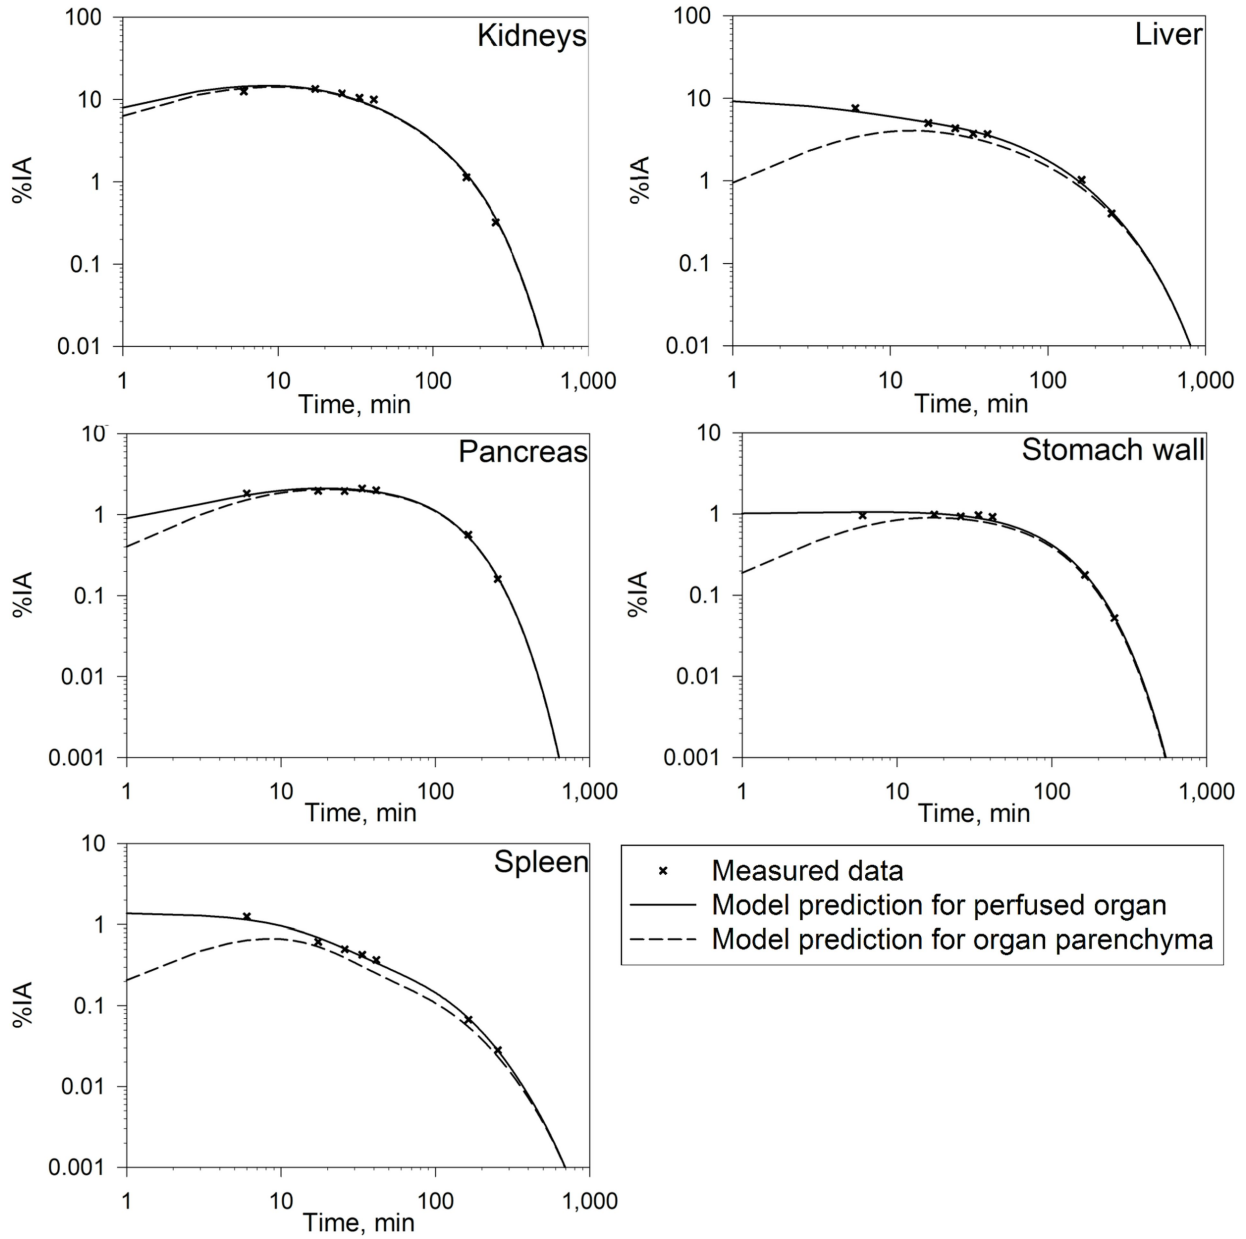 Kidneys
100
10
1
0.1
0.01
%IA
1
10
100
1,000
Time, min
Liver
100
10
1
0.1
0.01
%IA
1
10
100
1,000
Time, min
Pancreas
10
1
0.1
0.01
0.001
%IA
1
10
100
1,000
Time, min
Stomach wall
10
1
0.1
0.01
0.001
%IA
1
10
100
1,000
Time, min
Spleen
10
1
0.1
0.01
0.001
%IA
1
10
100
1,000
Time, min
Measured data
Model prediction for perfused organ
Model prediction for organ parenchyma